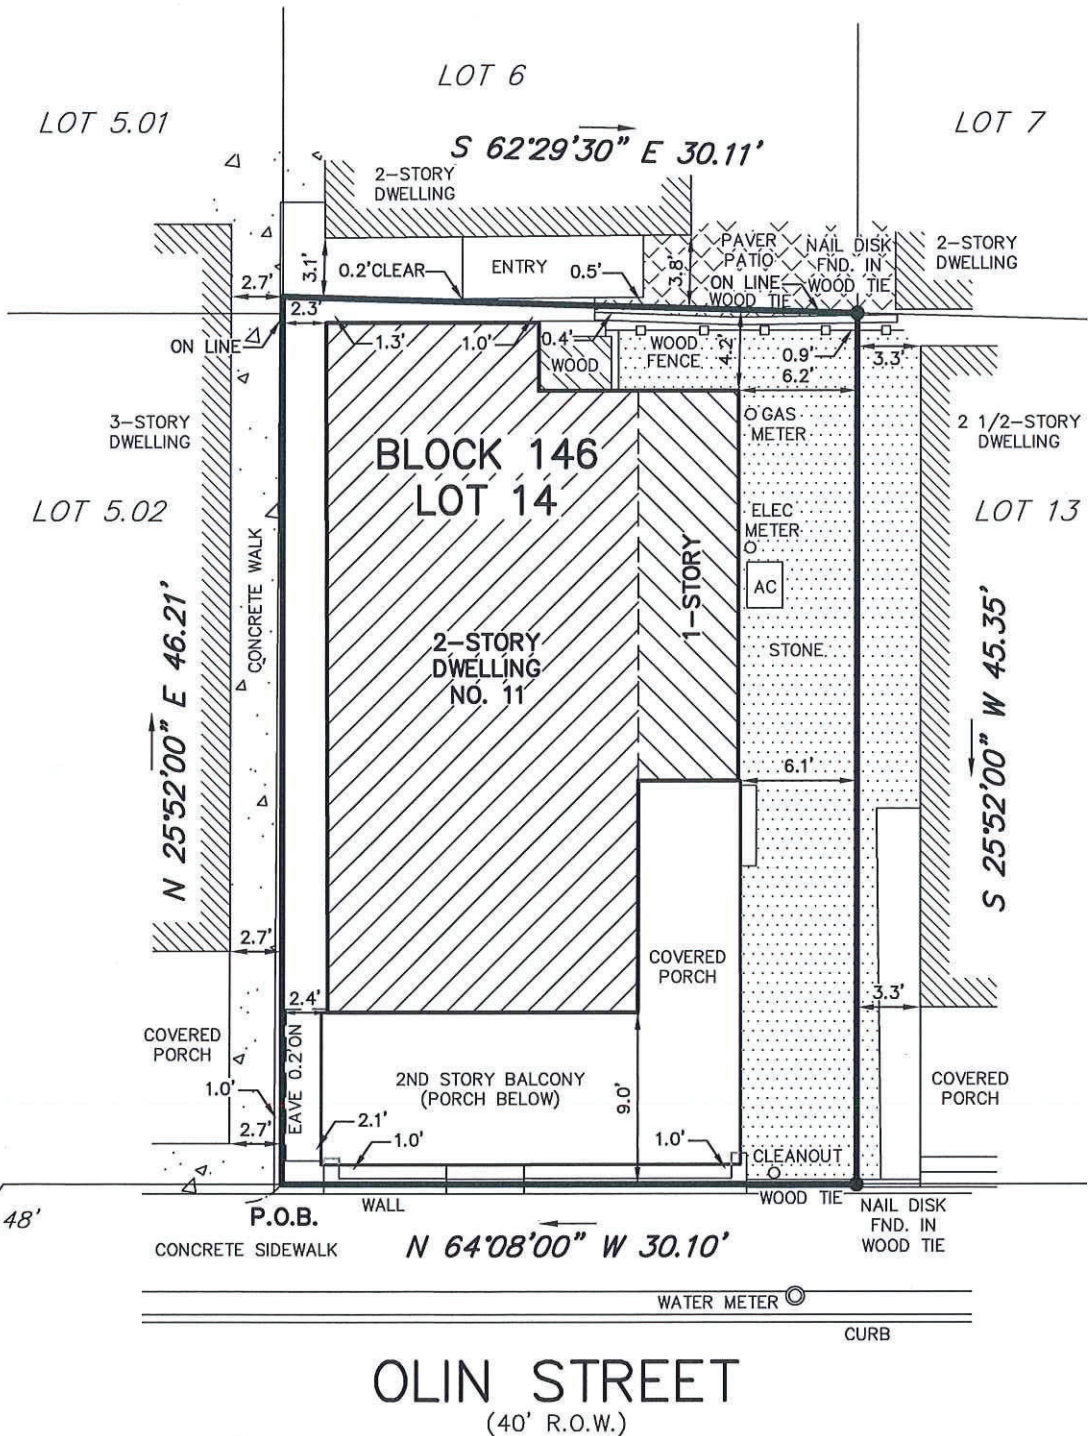 LOT 6
LOT 5.01
LOT 7
S 62°29'30" E 30.11'
2-STORY
DWELLING
PAVER
PATIO
NAIL DISK
FND. IN
WOOD TIE
2-STORY
DWELLING
3.1'
0.2'CLEAR
ENTRY
0.5'
3.8'
ON LINE
WOOD TIE
2.7'
2.3'
ON LINE
1.3'
1.0'
0.4'
WOOD
WOOD
FENCE
4.2'
0.9'
3.3'
6.2'
3-STORY
DWELLING
GAS
METER
2 1/2-STORY
DWELLING
BLOCK 146
LOT 14
LOT 5.02
ELEC
METER
LOT 13
AC
CONCRETE WALK
1-STORY
N 25°52'00" E 46.21'
2-STORY
DWELLING
NO. 11
STONE
S 25°52'00" W 45.35'
6.1'
2.7'
COVERED
PORCH
2.4'
3.3'
COVERED
PORCH
EAVE 0.2'ON
2ND STORY BALCONY
(PORCH BELOW)
9.0'
COVERED
PORCH
1.0'
2.7'
2.1'
1.0'
1.0'
CLEANOUT
WOOD TIE
48'
P.O.B.
WALL
NAIL DISK
FND. IN
WOOD TIE
CONCRETE SIDEWALK
N 64°08'00" W 30.10'
WATER METER
CURB
OLIN STREET
(40' R.O.W.)